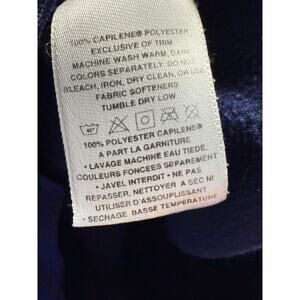 100% CAPILENE® POLYESTER
EXCLUSIVE OF TRIM
MACHINE WASH WARM, DARK
COLORS SEPARATELY. DO NOT
BLEACH, IRON, DRY CLEAN, OR USE
FABRIC SOFTENERS
TUMBLE DRY LOW
40°
100% POLYESTER CAPILENE®
A PART LA GARNITURE
• LAVAGE MACHINE EAU TIEDE.
COULEURS FONCEES SEPAREMENT
• JAVEL INTERDIT • NE PAS
REPASSER, NETTOYER A SEC NI
UTILISER D'ASSOUPLISSANT
• SECHAGE BASSE TEMPERATURE